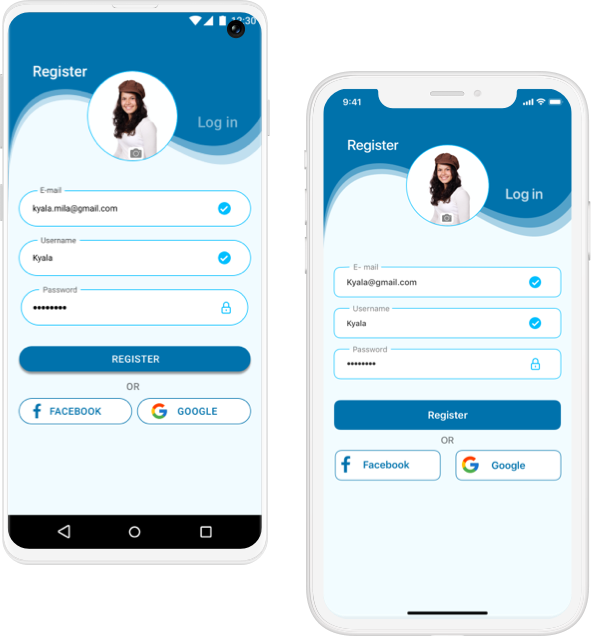 12:30
Register
Log in
E-mail
kyala.mila@gmail.com
Username
Kyala
Password
••••••••
REGISTER
OR
FACEBOOK
GOOGLE
9:41
Register
Log in
E- mail
Kyala@gmail.com
Username
Kyala
Password
••••••••
Register
OR
Facebook
Google